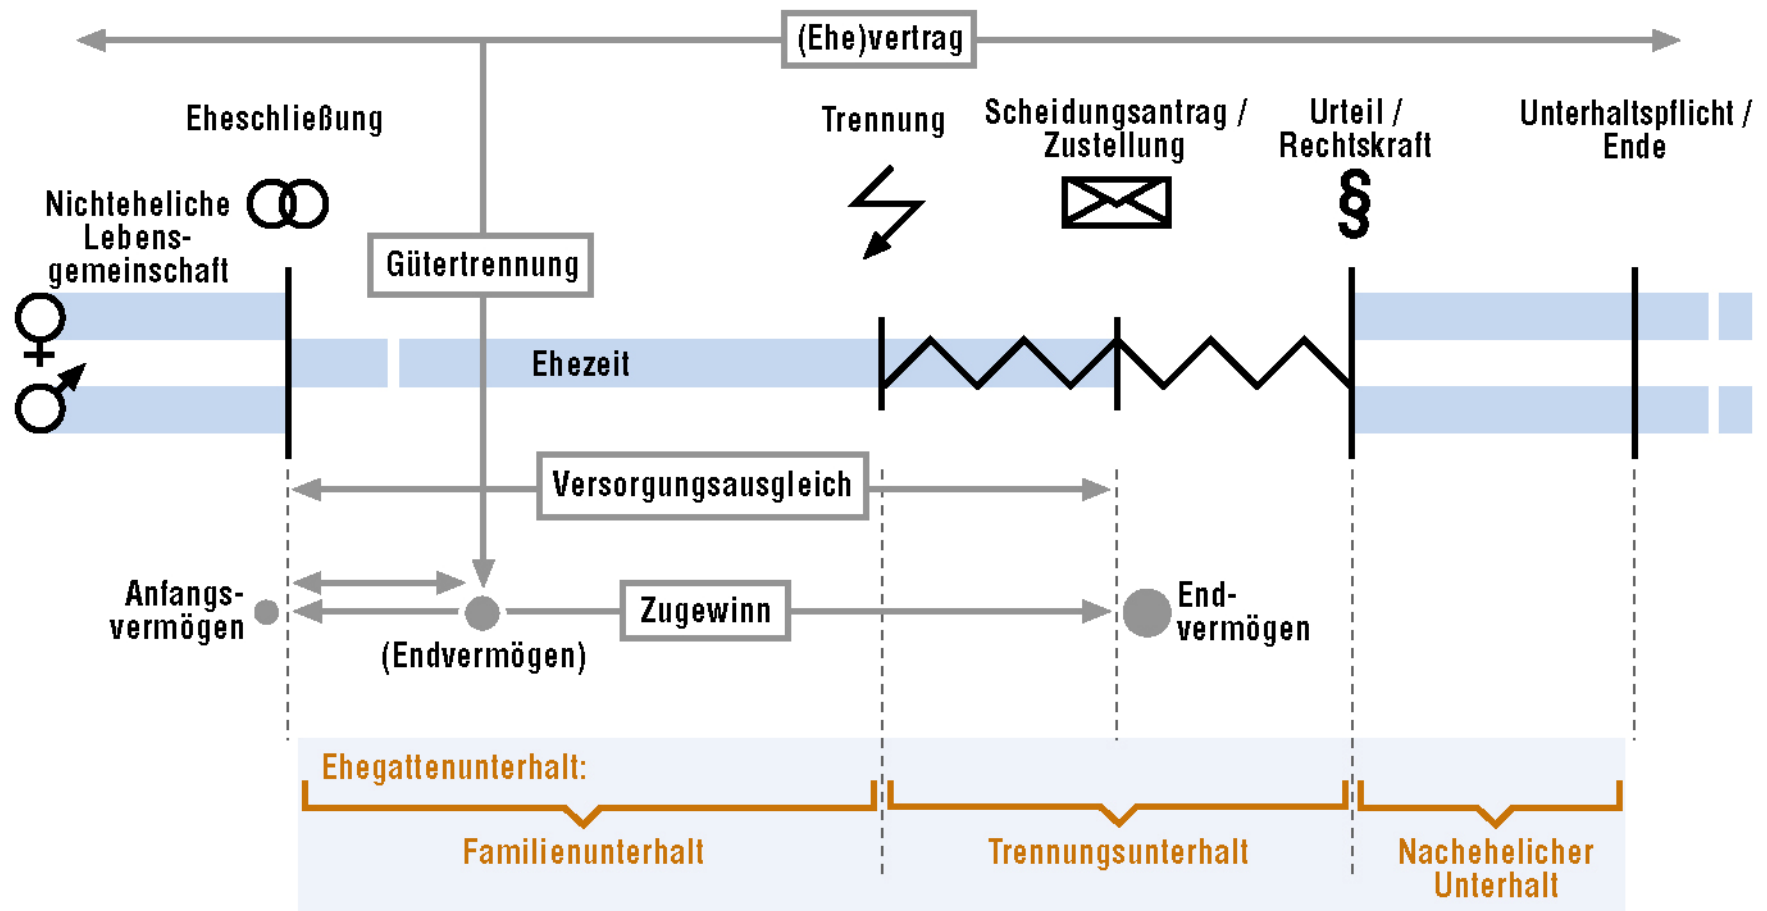 (Ehe)vertrag
Eheschließung
Trennung
Scheidungsantrag /
Zustellung
Urteil /
Rechtskraft
Unterhaltspflicht /
Ende
Nichteheliche
Lebens-
gemeinschaft
§
Gütertrennung
Ehezeit
Versorgungsausgleich
Anfangs-
vermögen
(Endvermögen)
Zugewinn
End-
vermögen
Ehegattenunterhalt:
Familienunterhalt
Trennungsunterhalt
Nachehelicher
Unterhalt